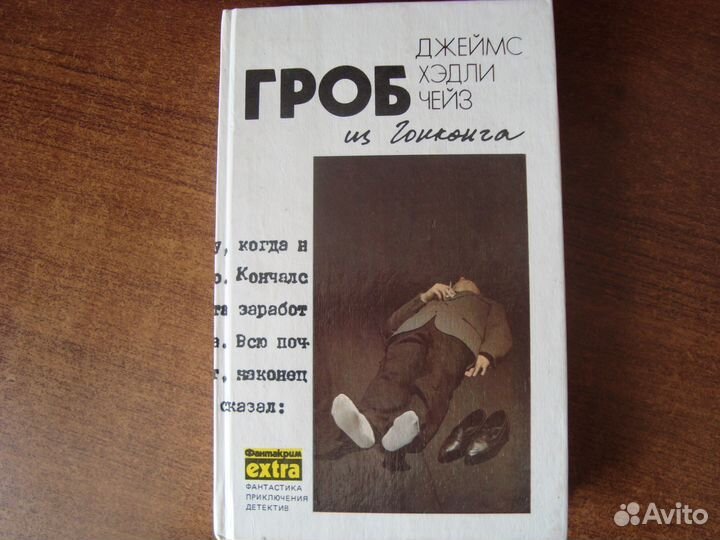 ДЖЕЙМС
ХЭДЛИ
ЧЕЙЗ
ГРОБ
из Гонконга
у, когда н
о. Кончалс
та заработ
а. Всю поч-
т, наконец
сказал:
Фантакрим
extra
ФАНТАСТИКА
ПРИКЛЮЧЕНИЯ
ДЕТЕКТИВ
Avito